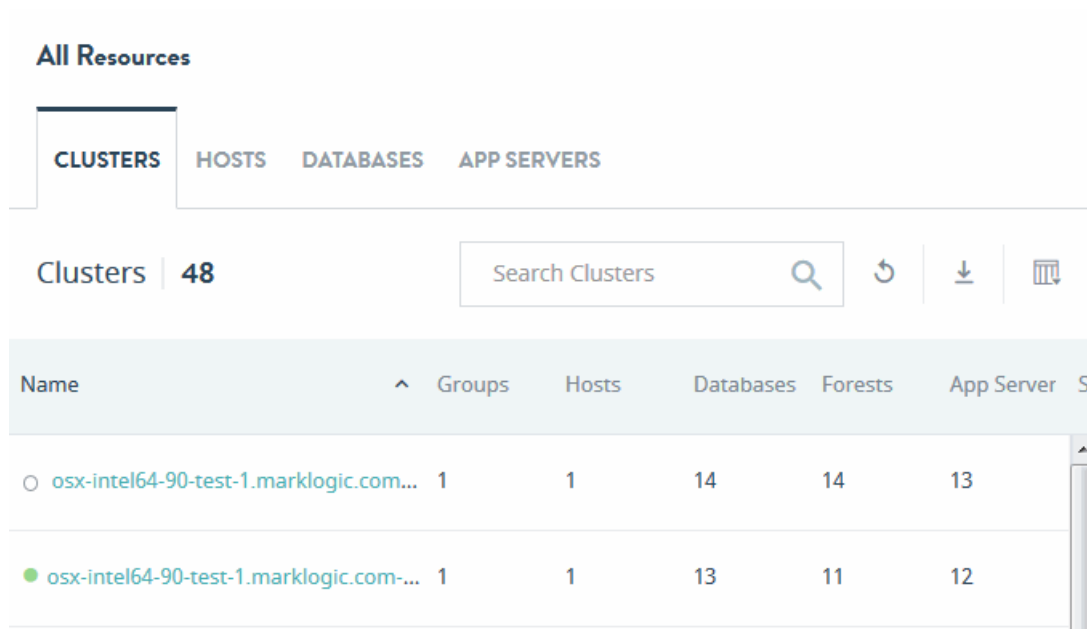 All Resources
CLUSTERS HOSTS DATABASES APP SERVERS
Clusters 48 Search Clusters
Name Groups Hosts Databases Forests App Server S
osx-intel64-90-test-1.marklogic.com... 1 1 14 14 13
osx-intel64-90-test-1.marklogic.com-... 1 1 13 11 12